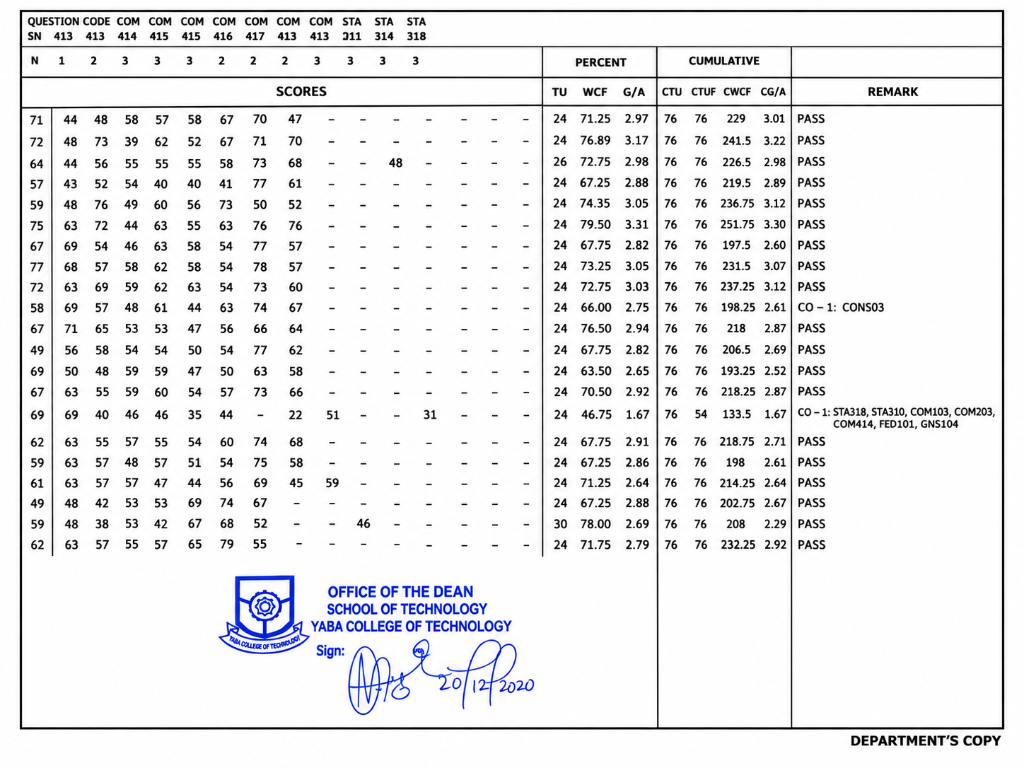 QUESTION CODE COM COM COM COM COM COM COM STA STA STA
SN 413 413 414 415 415 416 417 413 413 311 314 318
N 1 2 3 3 3 2 2 2 3 3 3 3 PERCENT CUMULATIVE
SCORES TU WCF G/A CTU CTUF CWCF CG/A REMARK
71 44 48 58 57 58 67 70 47 – – – – – – – 24 71.25 2.97 76 76 229 3.01 PASS
72 48 73 39 62 52 67 71 70 – – – – – – – 24 76.89 3.17 76 76 241.5 3.22 PASS
64 44 56 55 55 55 58 73 68 – – 48 – – – – 26 72.75 2.98 76 76 226.5 2.98 PASS
57 43 52 54 40 40 41 77 61 – – – – – – – 24 67.25 2.88 76 76 219.5 2.89 PASS
59 48 76 49 60 56 73 50 52 – – – – – – – 24 74.35 3.05 76 76 236.75 3.12 PASS
75 63 72 44 63 55 63 76 76 – – – – – – – 24 79.50 3.31 76 76 251.75 3.30 PASS
67 69 54 46 63 58 54 77 57 – – – – – – – 24 67.75 2.82 76 76 197.5 2.60 PASS
77 68 57 58 62 58 54 78 57 – – – – – – – 24 73.25 3.05 76 76 231.5 3.07 PASS
72 63 69 59 62 63 54 73 60 – – – – – – – 24 72.75 3.03 76 76 237.25 3.12 PASS
58 69 57 48 61 44 63 74 67 – – – – – – – 24 66.00 2.75 76 76 198.25 2.61 CO – 1: CONS03
67 71 65 53 53 47 56 66 64 – – – – – – – 24 76.50 2.94 76 76 218 2.87 PASS
49 56 58 54 54 50 54 77 62 – – – – – – – 24 67.75 2.82 76 76 206.5 2.69 PASS
69 50 48 59 59 47 50 63 58 – – – – – – – 24 63.50 2.65 76 76 193.25 2.52 PASS
67 63 55 59 60 54 57 73 66 – – – – – – – 24 70.50 2.92 76 76 218.25 2.87 PASS
69 69 40 46 46 35 44 – 22 51 – – 31 – – – 24 46.75 1.67 76 54 133.5 1.67 CO – 1: STA318, STA310, COM103, COM203,
COM414, FED101, GNS104
62 63 55 57 55 54 60 74 68 – – – – – – – 24 67.75 2.91 76 76 218.75 2.71 PASS
59 63 57 48 57 51 54 75 58 – – – – – – – 24 67.25 2.86 76 76 198 2.61 PASS
61 63 57 57 47 44 56 69 45 59 – – – – – – 24 71.25 2.64 76 76 214.25 2.64 PASS
49 48 42 53 53 69 74 67 – – – – – – – – 24 67.25 2.88 76 76 202.75 2.67 PASS
59 48 38 53 42 67 68 52 – – 46 – – – – – 30 78.00 2.69 76 76 208 2.29 PASS
62 63 57 55 57 65 79 55 – – – – – – – – 24 71.75 2.79 76 76 232.25 2.92 PASS
OFFICE OF THE DEAN
SCHOOL OF TECHNOLOGY
YABA COLLEGE OF TECHNOLOGY
YABA COLLEGE OF TECHNOLOGY
Sign:
20/12/2020
DEPARTMENT'S COPY